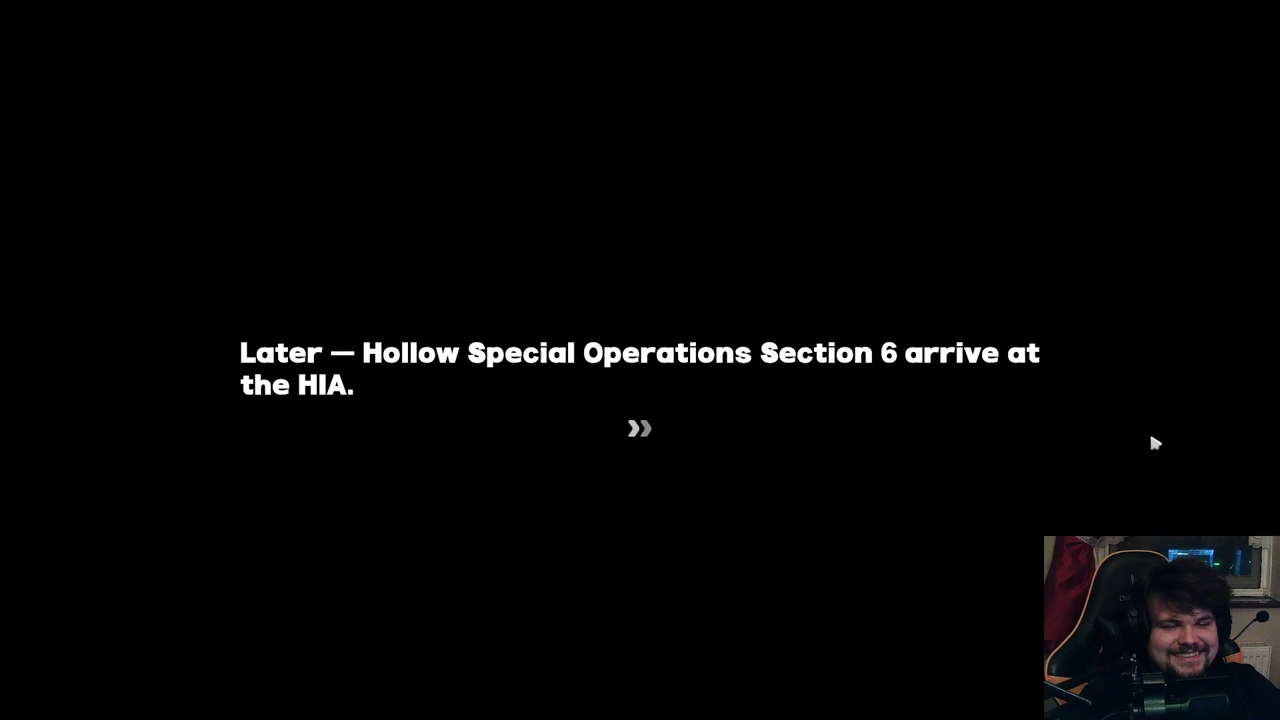 Later — Hollow Special Operations Section 6 arrive at
the HIA.